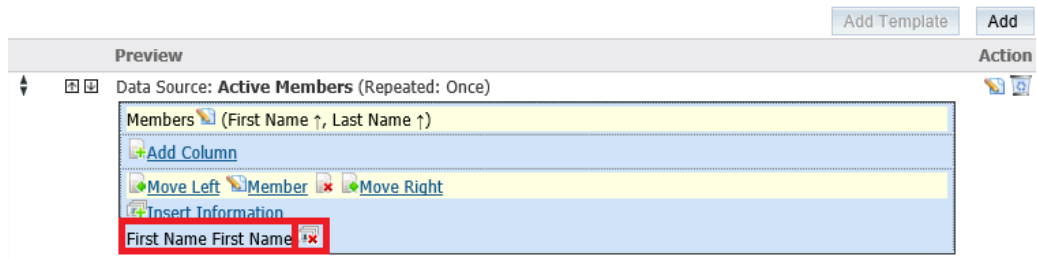 Add Template Add
Preview Action
Data Source: Active Members (Repeated: Once)
Members (First Name ↑, Last Name ↑)
Add Column
Move Left Member Move Right
Insert Information
First Name First Name